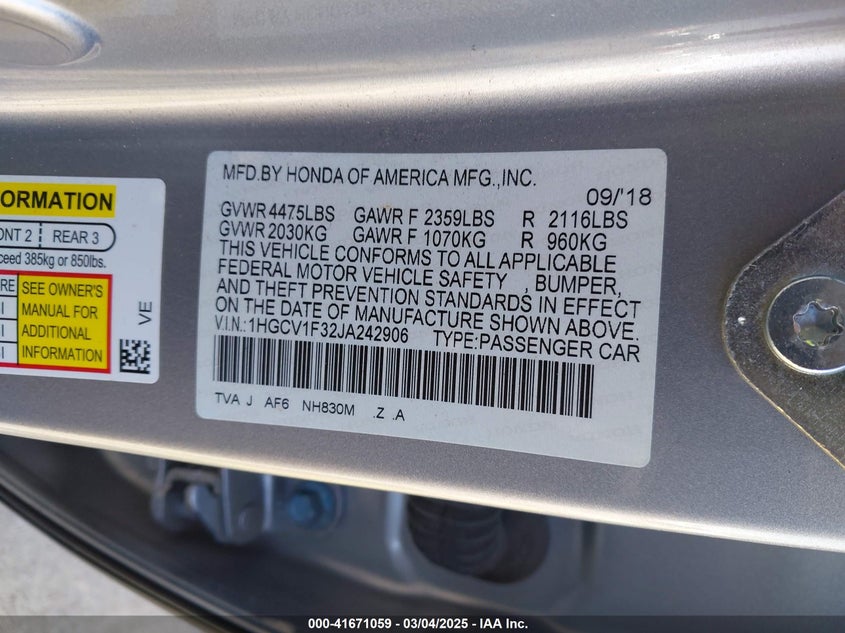 ORMATION
ONT 2 REAR 3
ceed 385kg or 850lbs.
RE SEE OWNER'S
I MANUAL FOR
I ADDITIONAL
I INFORMATION
VE
MFD.BY HONDA OF AMERICA MFG.,INC.
09/'18
GVWR 4475LBS GAWR F 2359LBS R 2116LBS
GVWR 2030KG GAWR F 1070KG R 960KG
THIS VEHICLE CONFORMS TO ALL APPLICABLE
FEDERAL MOTOR VEHICLE SAFETY , BUMPER,
AND THEFT PREVENTION STANDARDS IN EFFECT
ON THE DATE OF MANUFACTURE SHOWN ABOVE.
V.I.N.:1HGCV1F32JA242906 TYPE:PASSENGER CAR
TVA J AF6 NH830M .Z .A
000-41671059 - 03/04/2025 - IAA Inc.